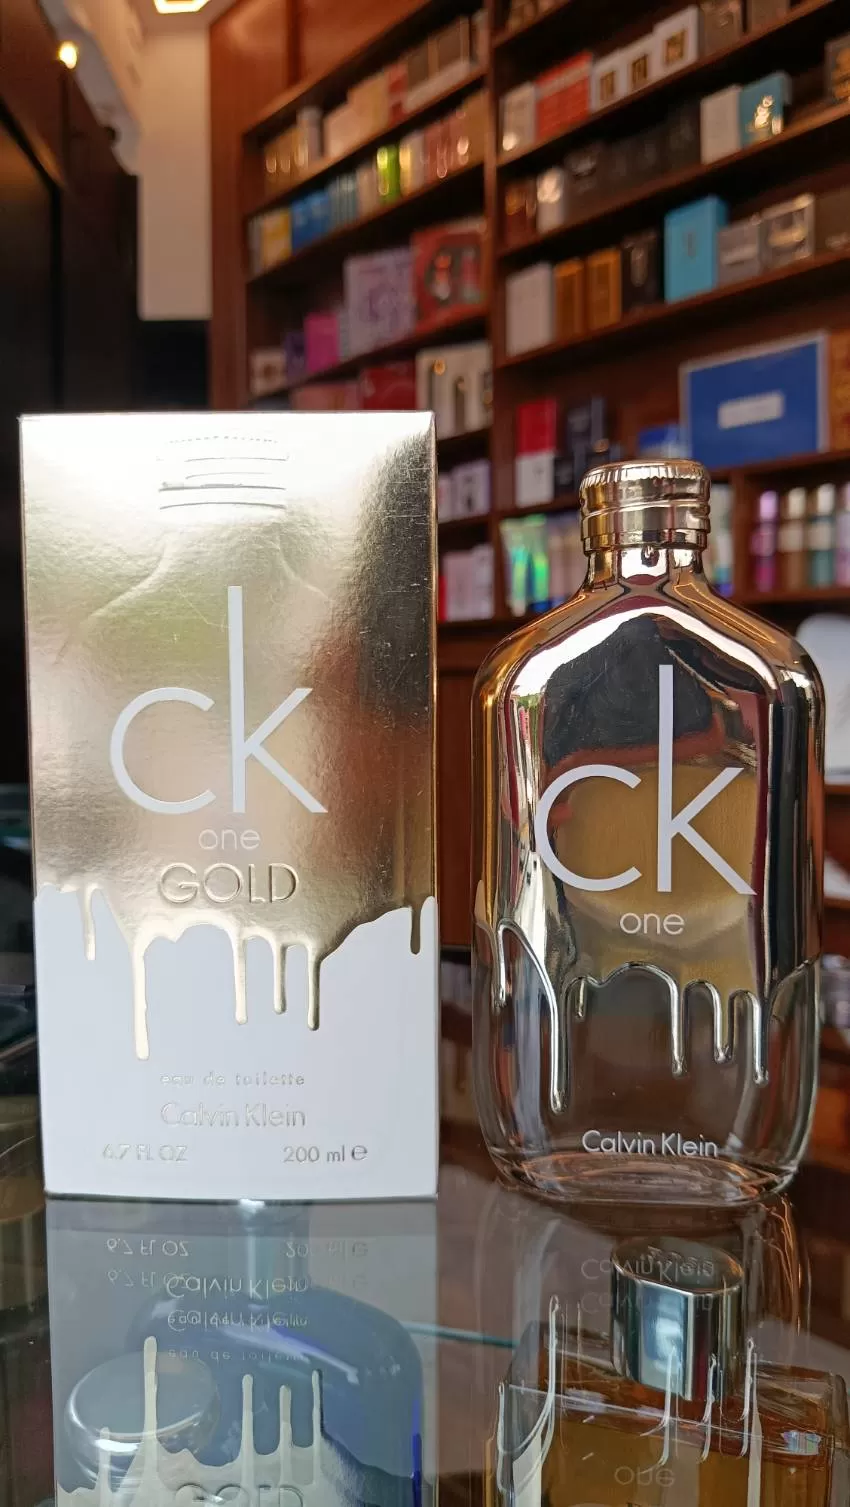 ck
one
GOLD
eau de toilette
Calvin Klein
6.7 FL OZ 200 ml e
ck
one
Calvin Klein